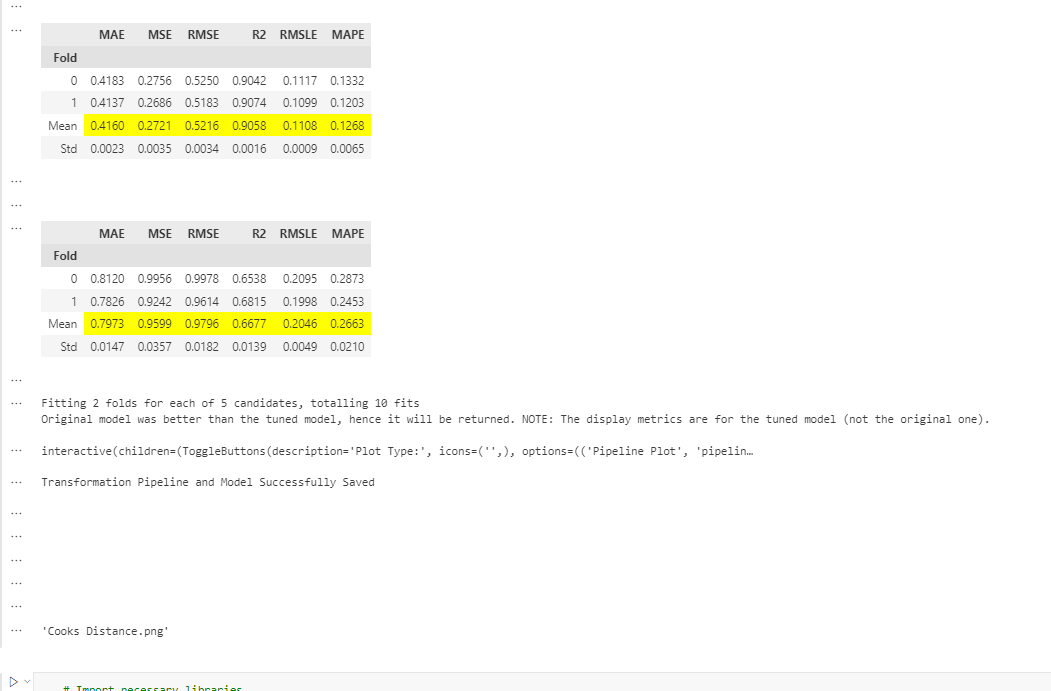 ...
...
MAE MSE RMSE R2 RMSLE MAPE
Fold
0 0.4183 0.2756 0.5250 0.9042 0.1117 0.1332
1 0.4137 0.2686 0.5183 0.9074 0.1099 0.1203
Mean 0.4160 0.2721 0.5216 0.9058 0.1108 0.1268
Std 0.0023 0.0035 0.0034 0.0016 0.0009 0.0065
...
...
...
MAE MSE RMSE R2 RMSLE MAPE
Fold
0 0.8120 0.9956 0.9978 0.6538 0.2095 0.2873
1 0.7826 0.9242 0.9614 0.6815 0.1998 0.2453
Mean 0.7973 0.9599 0.9796 0.6677 0.2046 0.2663
Std 0.0147 0.0357 0.0182 0.0139 0.0049 0.0210
...
... Fitting 2 folds for each of 5 candidates, totalling 10 fits
Original model was better than the tuned model, hence it will be returned. NOTE: The display metrics are for the tuned model (not the original one).
... interactive(children=(ToggleButtons(description='Plot Type:', icons=('',), options=(('Pipeline Plot', 'pipelin…
... Transformation Pipeline and Model Successfully Saved
...
...
...
...
...
... 'Cooks Distance.png'
# Import necessary libraries